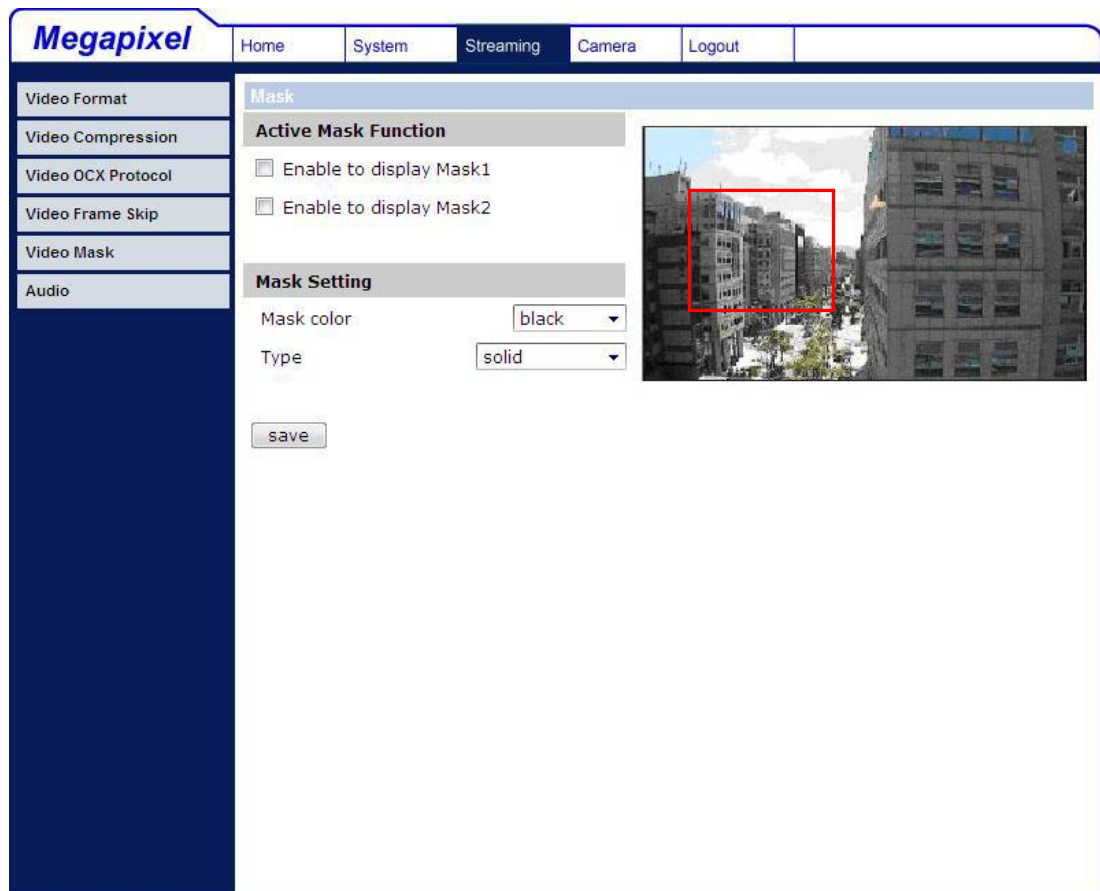 Megapixel
Home System Streaming Camera Logout
Video Format
Video Compression
Video OCX Protocol
Video Frame Skip
Video Mask
Audio
Mask
Active Mask Function
Enable to display Mask1
Enable to display Mask2
Mask Setting
Mask color black
Type solid
save